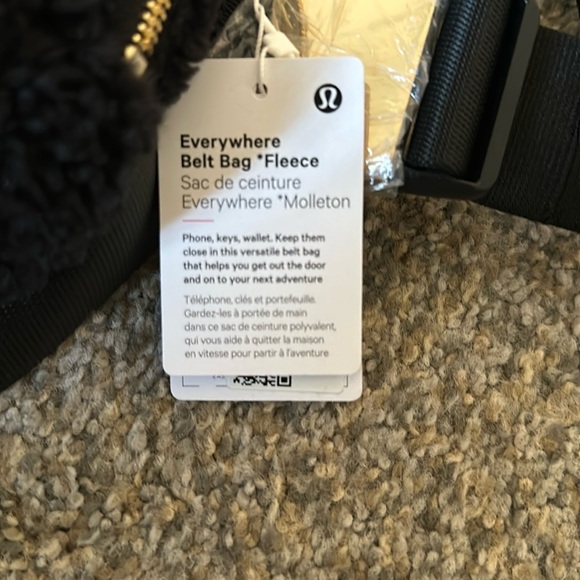 Everywhere
Belt Bag *Fleece
Sac de ceinture
Everywhere *Molleton
Phone, keys, wallet. Keep them
close in this versatile belt bag
that helps you get out the door
and on to your next adventure
Téléphone, clés et portefeuille.
Gardez-les à portée de main
dans ce sac de ceinture polyvalent,
qui vous aide à quitter la maison
en vitesse pour partir à l'aventure